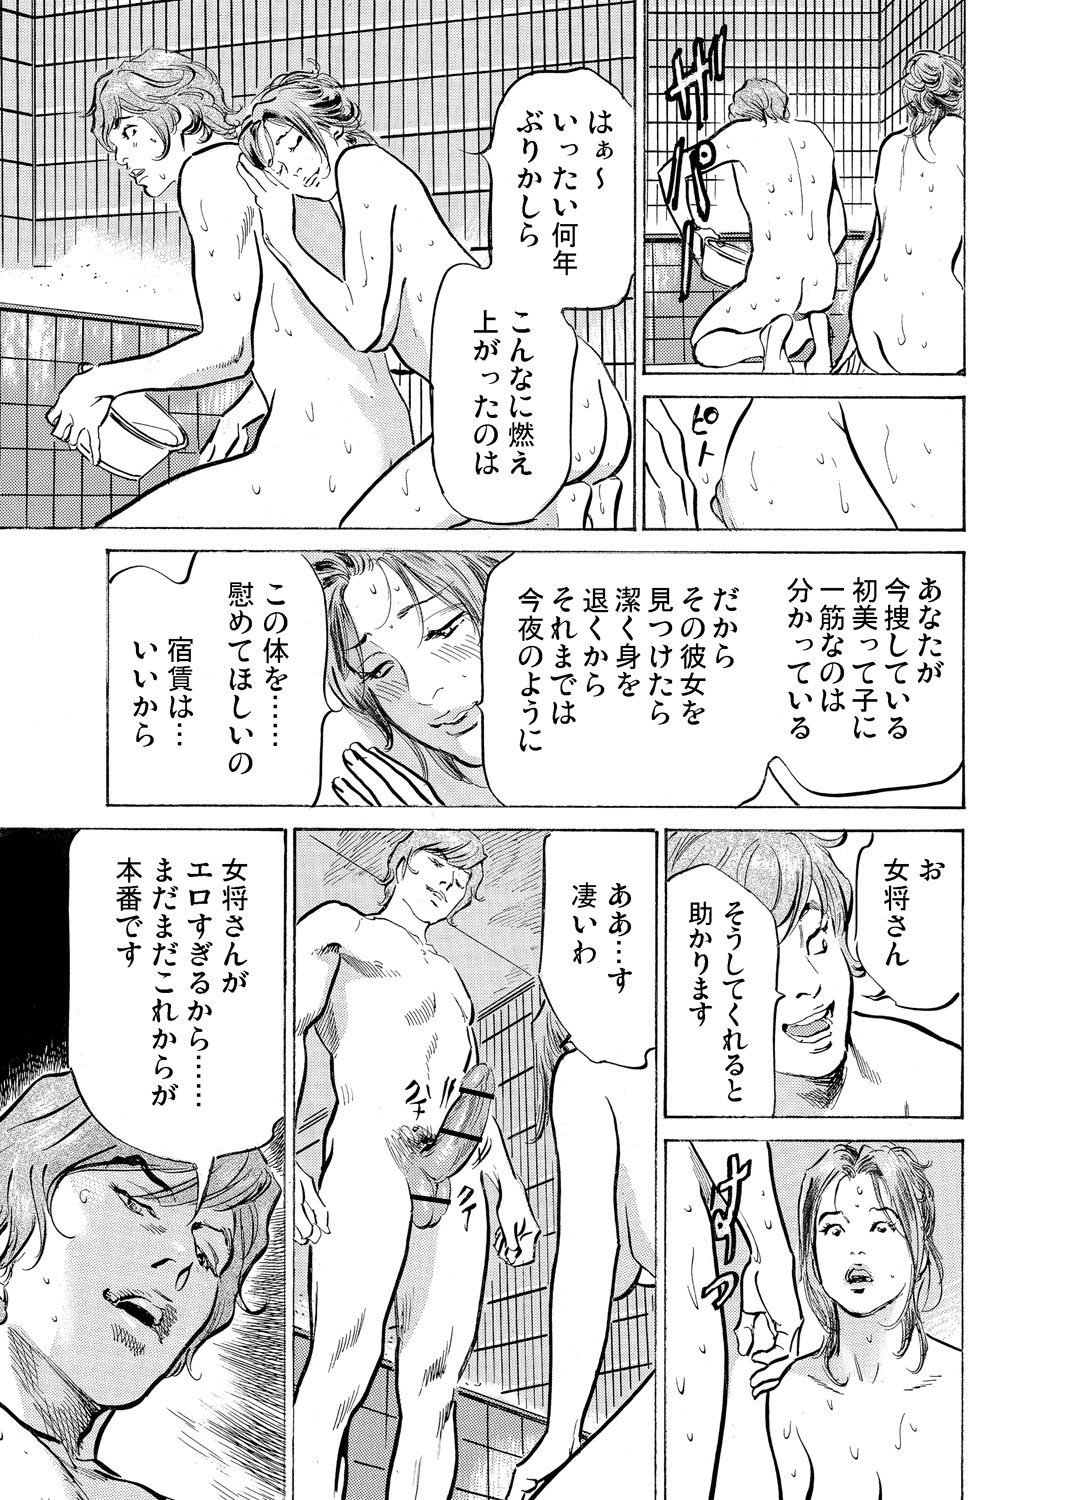 ザザ
パ
はぁ～
いったい何年
ぶりかしら
こんなに燃え
上がったのは
ピト
あなたが
今捜している
初美って子に
一筋なのは
分かっている
だから
その彼女を
見つけたら
潔く身を
退くから
それまでは
今夜のように
この体を……
慰めてほしいの
宿賃は…
いいから
お
女将さん
そうしてくれると
助かります
ああ…す
凄いわ
女将さんが
エロすぎるから……
まだまだこれからが
本番です